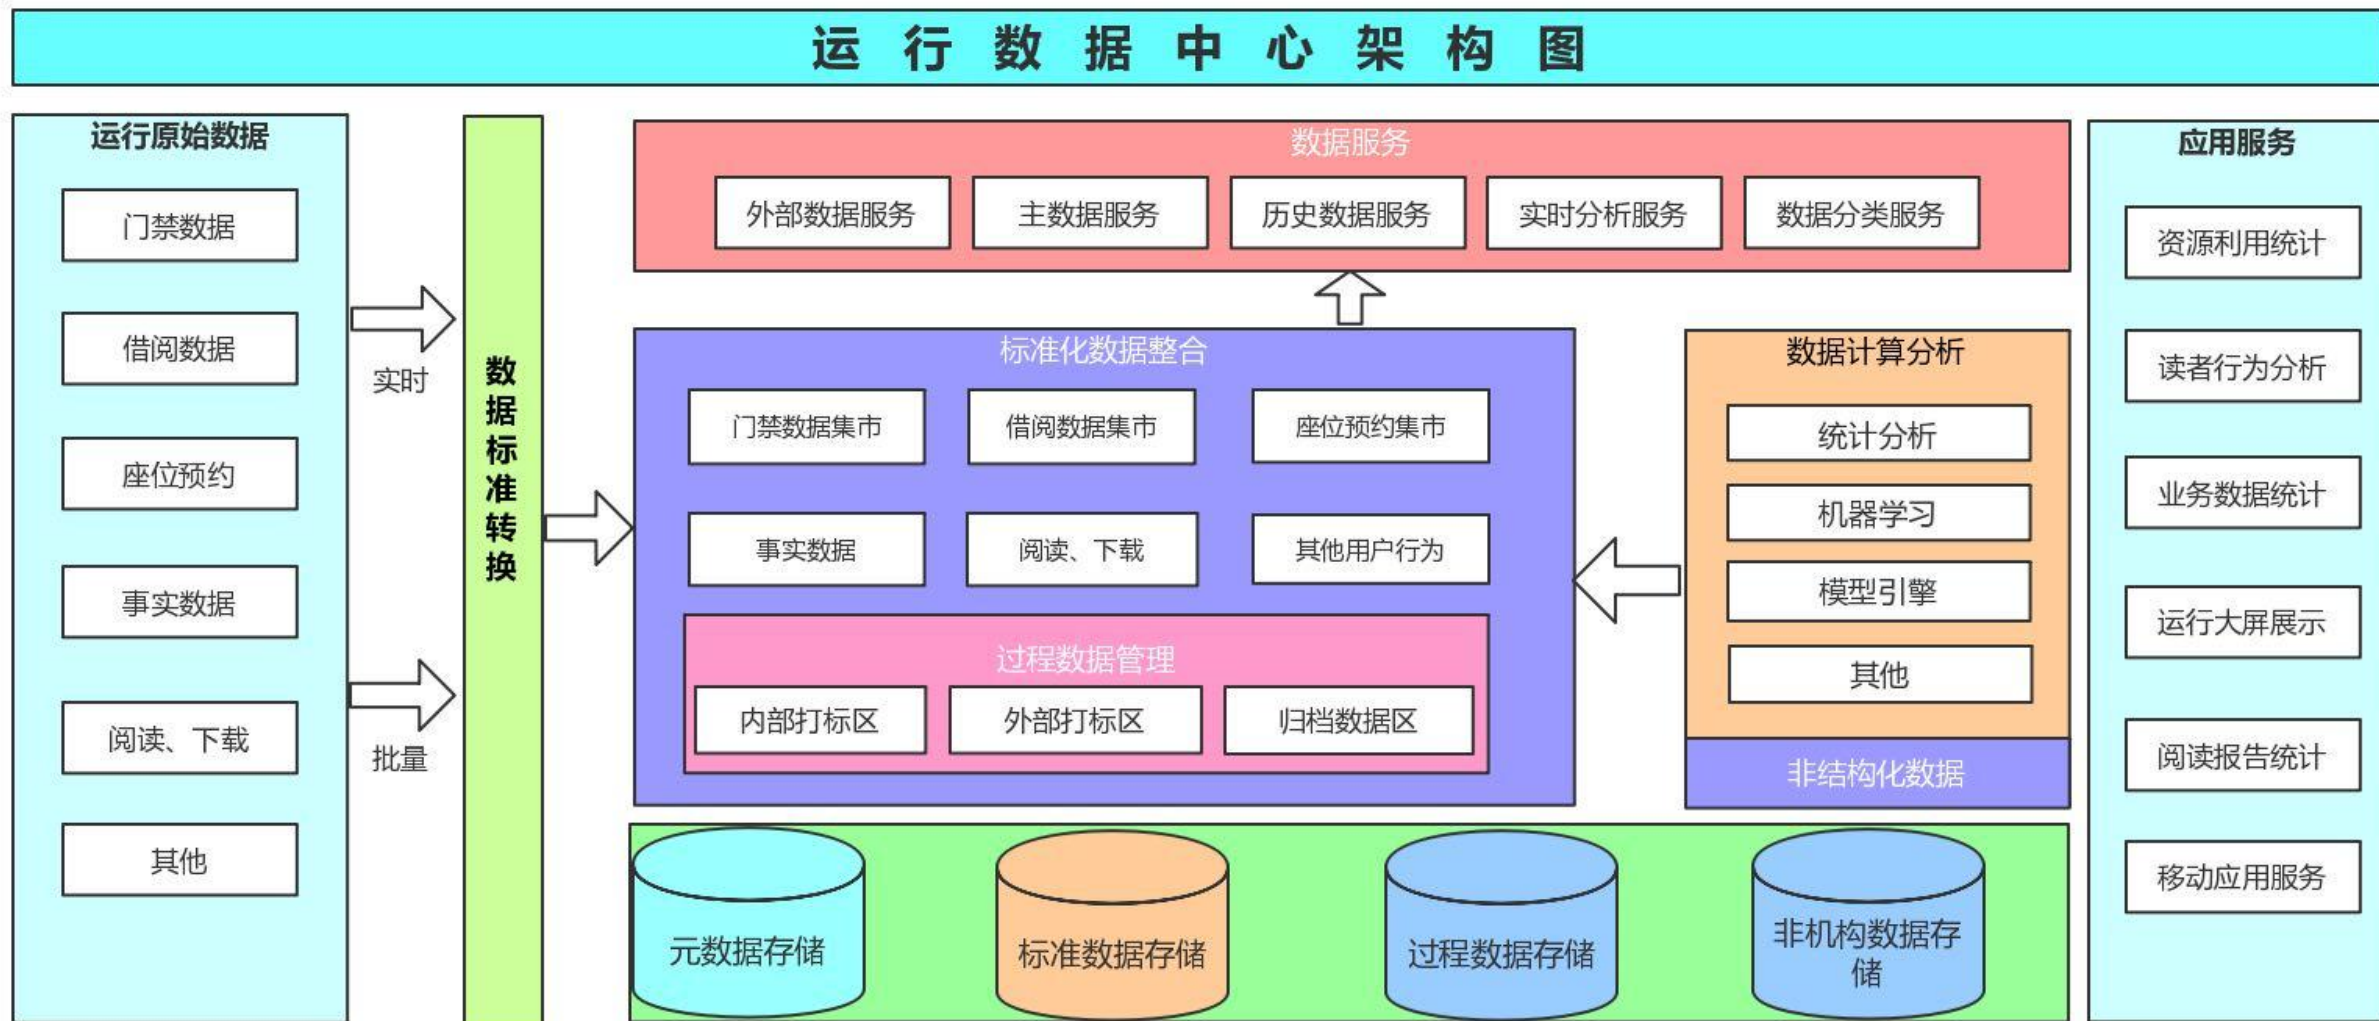 运行数据中心架构图
运行原始数据
门禁数据
借阅数据
座位预约
事实数据
阅读、下载
其他
实时
批量
数据标准转换
数据服务
外部数据服务
主数据服务
历史数据服务
实时分析服务
数据分类服务
标准化数据整合
门禁数据集市
借阅数据集市
座位预约集市
事实数据
阅读、下载
其他用户行为
过程数据管理
内部打标区
外部打标区
归档数据区
数据计算分析
统计分析
机器学习
模型引擎
其他
非结构化数据
元数据存储
标准数据存储
过程数据存储
非机构数据存
储
应用服务
资源利用统计
读者行为分析
业务数据统计
运行大屏展示
阅读报告统计
移动应用服务